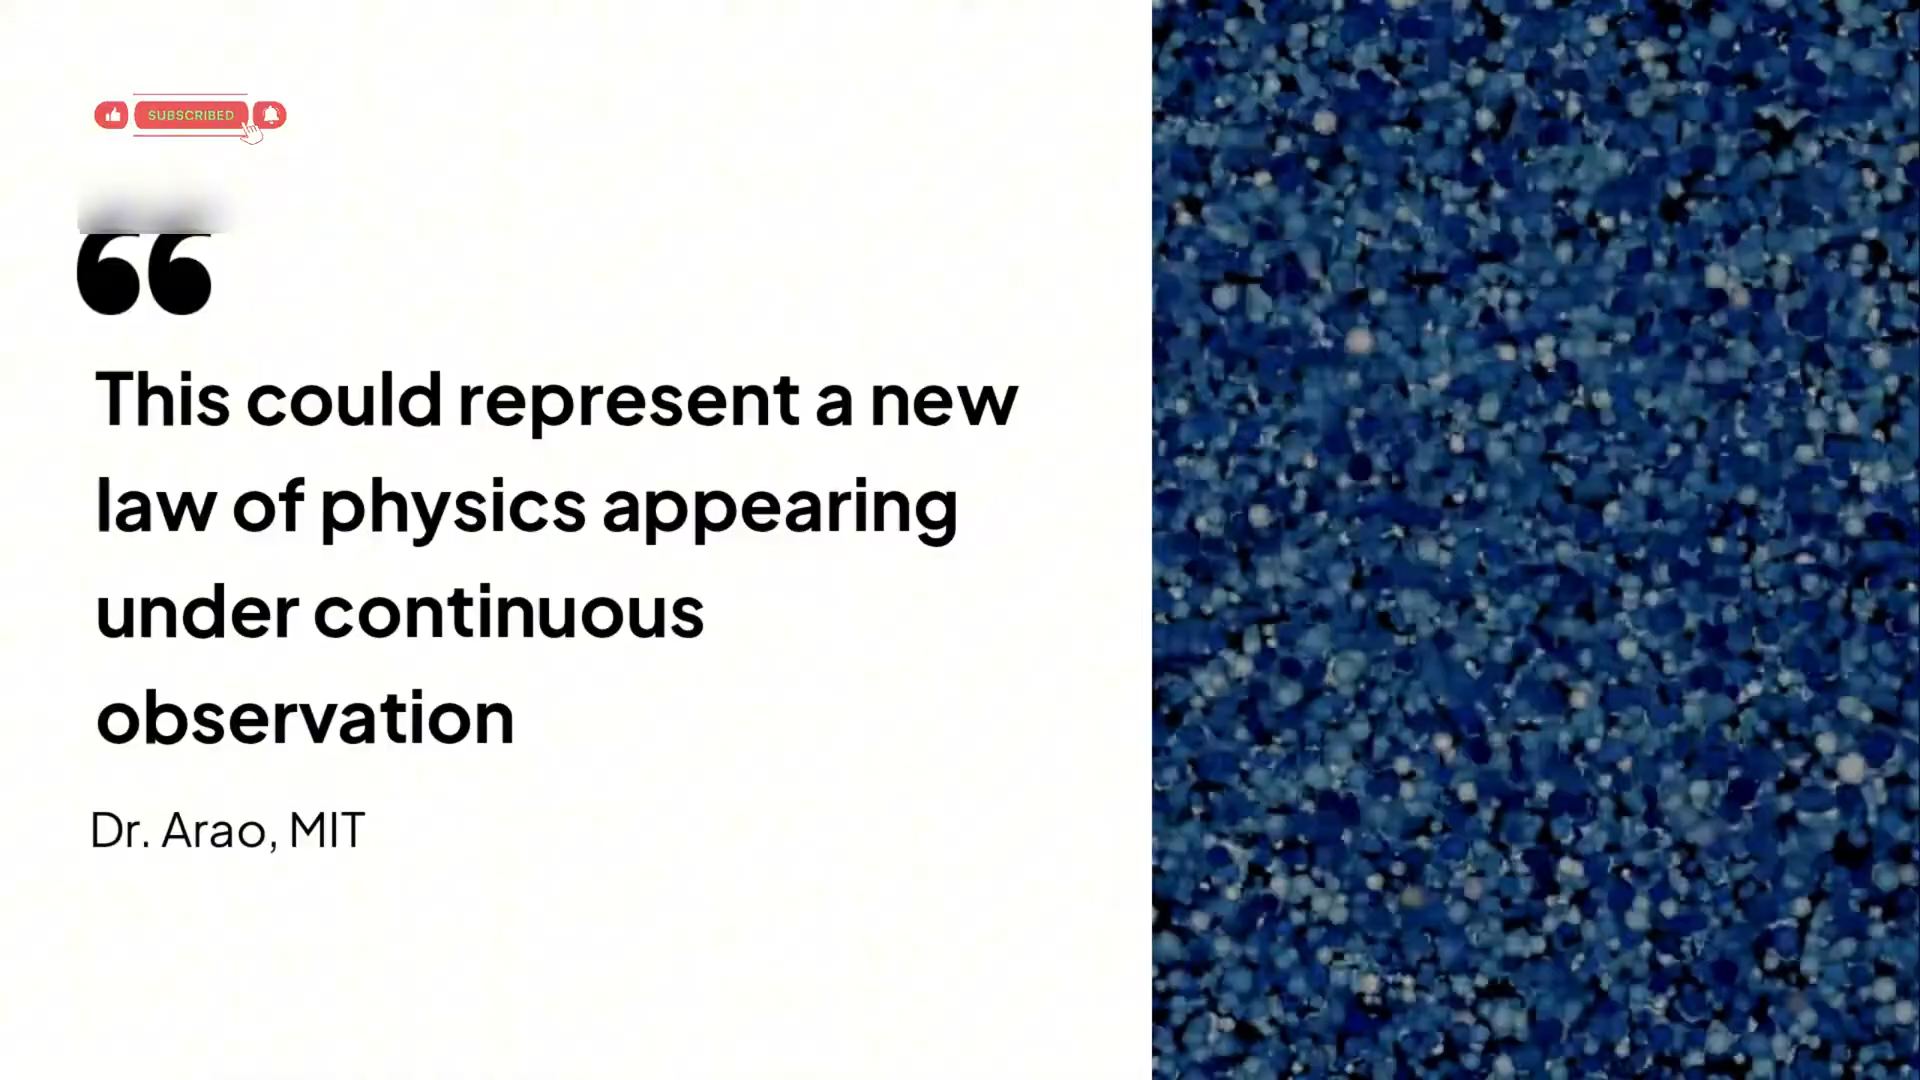 SUBSCRIBED
“
This could represent a new
law of physics appearing
under continuous
observation
Dr. Arao, MIT